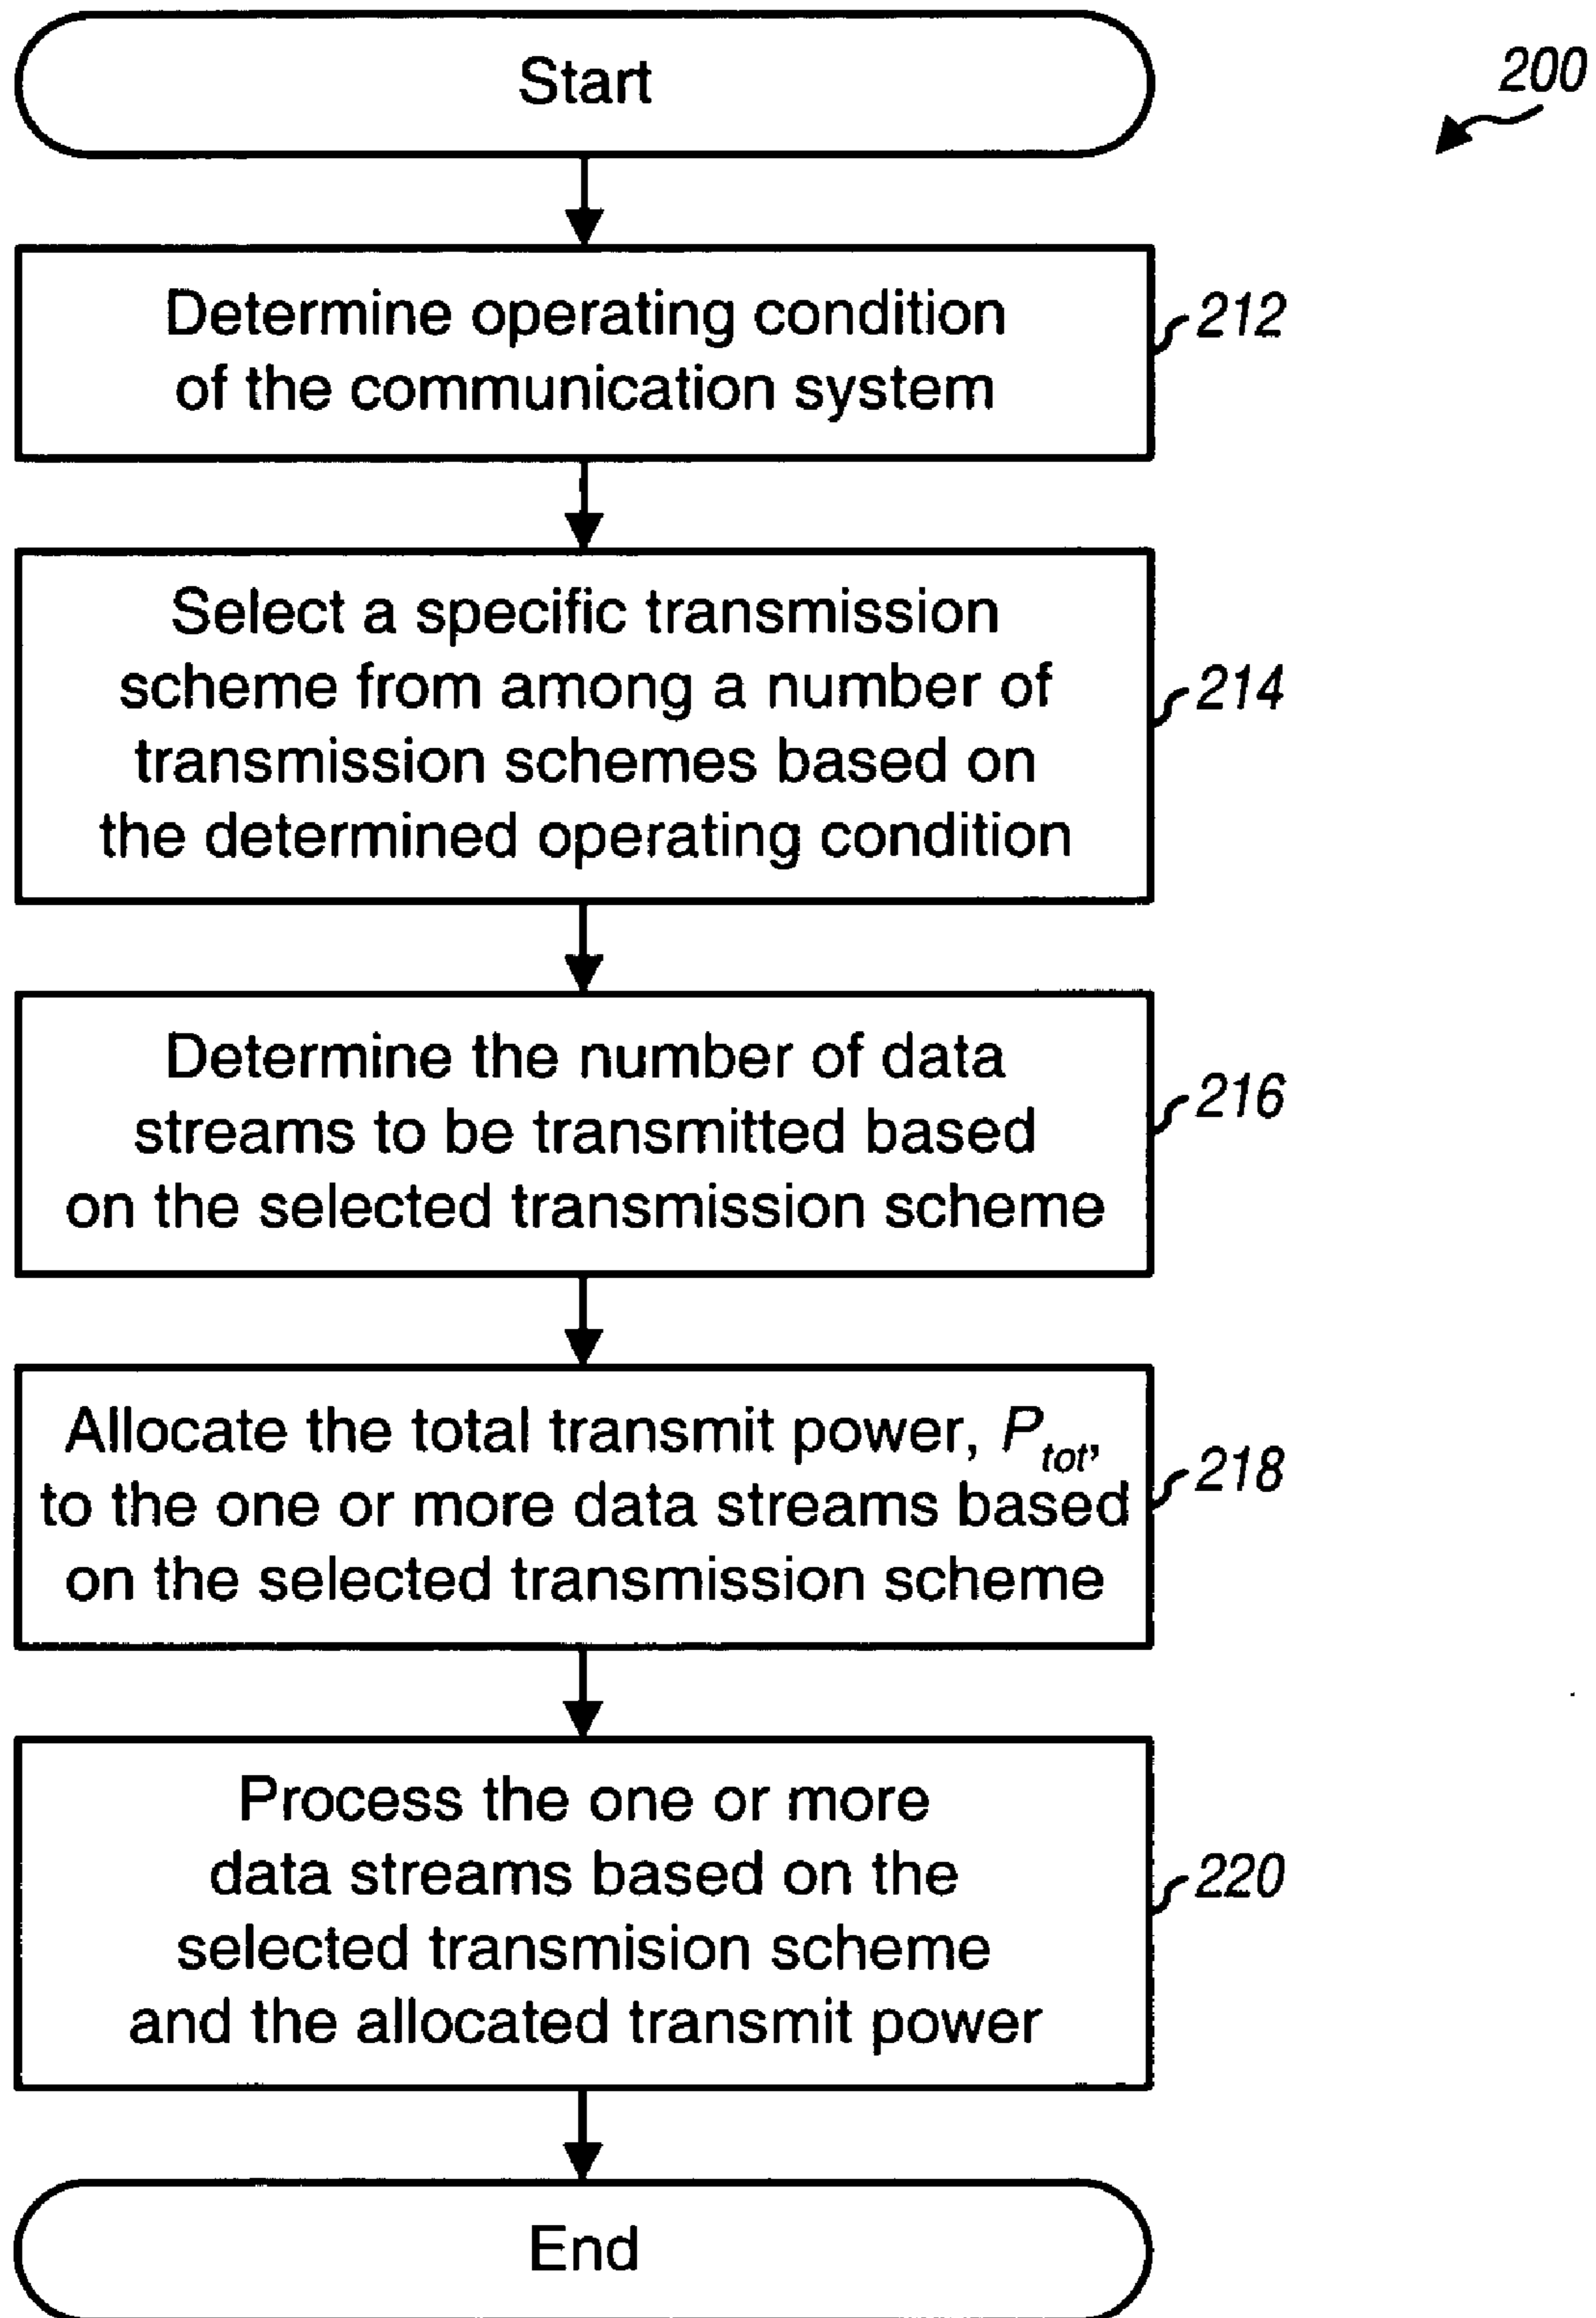 Start
200
Determine operating condition
of the communication system
212
Select a specific transmission
scheme from among a number of
transmission schemes based on
the determined operating condition
214
Determine the number of data
streams to be transmitted based
on the selected transmission scheme
216
Allocate the total transmit power, P_tot,
to the one or more data streams based
on the selected transmission scheme
218
Process the one or more
data streams based on the
selected transmision scheme
and the allocated transmit power
220
End